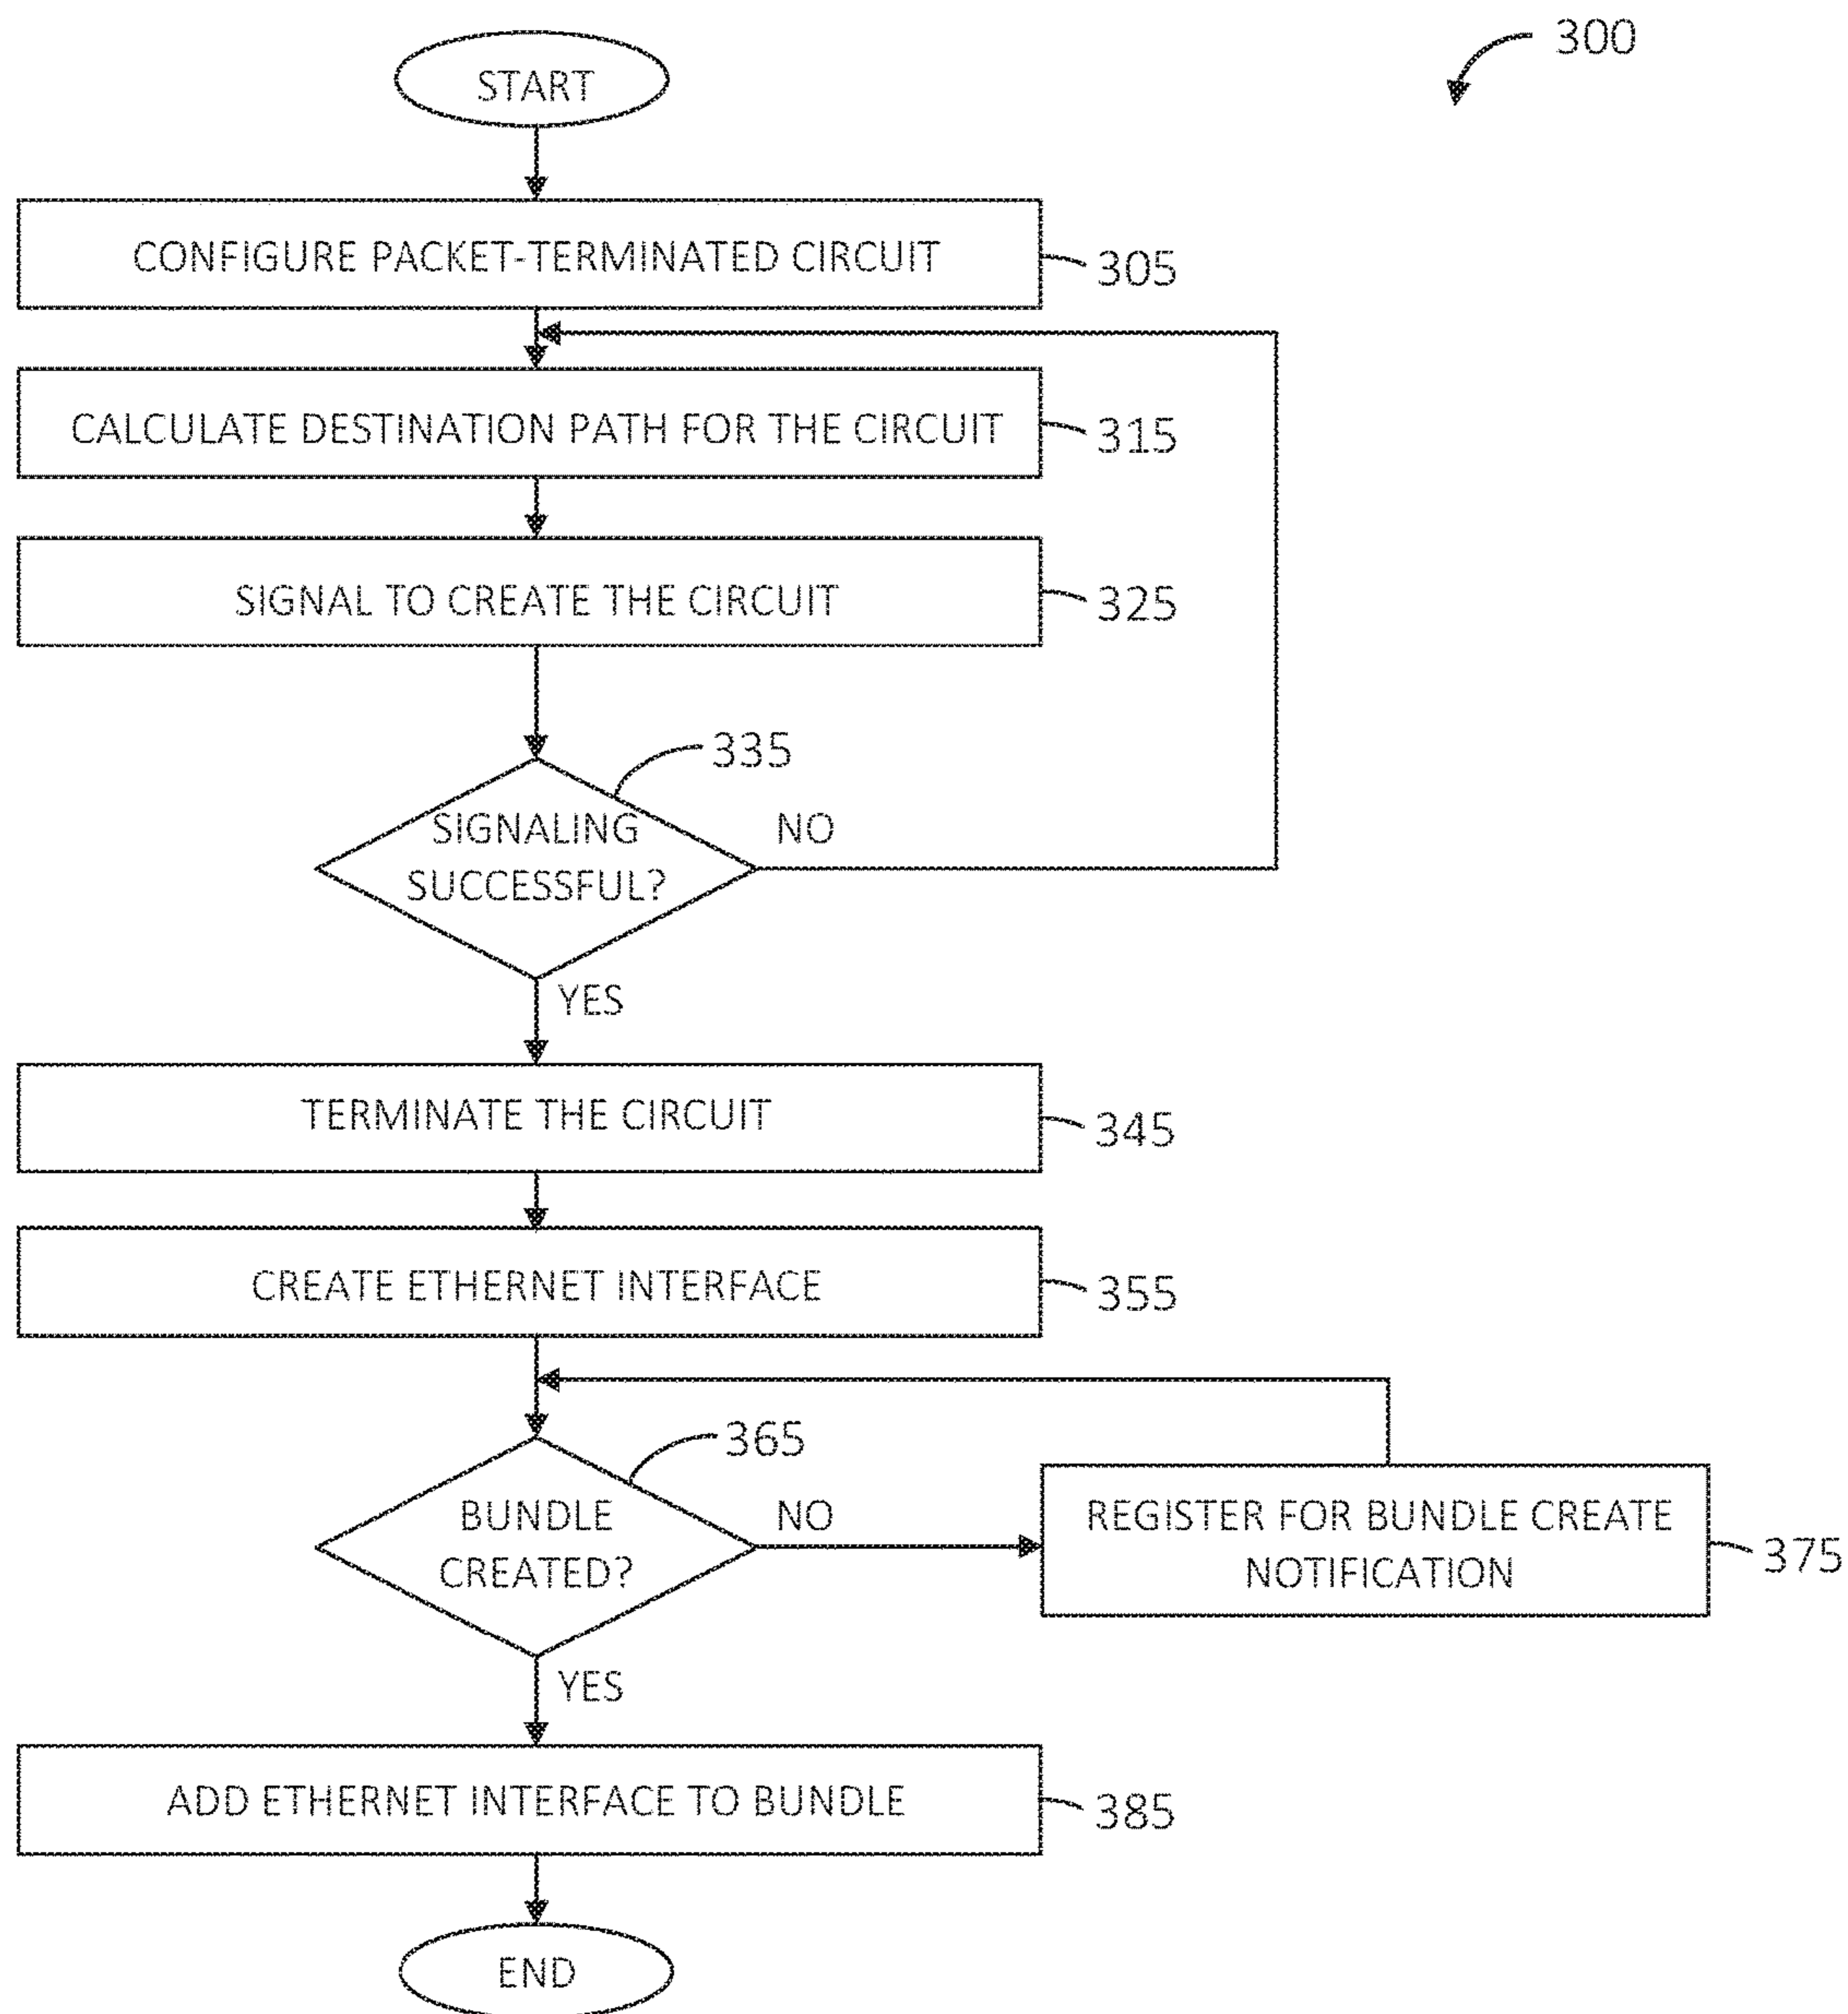 300
START
CONFIGURE PACKET-TERMINATED CIRCUIT
305
CALCULATE DESTINATION PATH FOR THE CIRCUIT
315
SIGNAL TO CREATE THE CIRCUIT
325
335
SIGNALING
SUCCESSFUL?
NO
YES
TERMINATE THE CIRCUIT
345
CREATE ETHERNET INTERFACE
355
365
BUNDLE
CREATED?
NO
REGISTER FOR BUNDLE CREATE
NOTIFICATION
375
YES
ADD ETHERNET INTERFACE TO BUNDLE
385
END